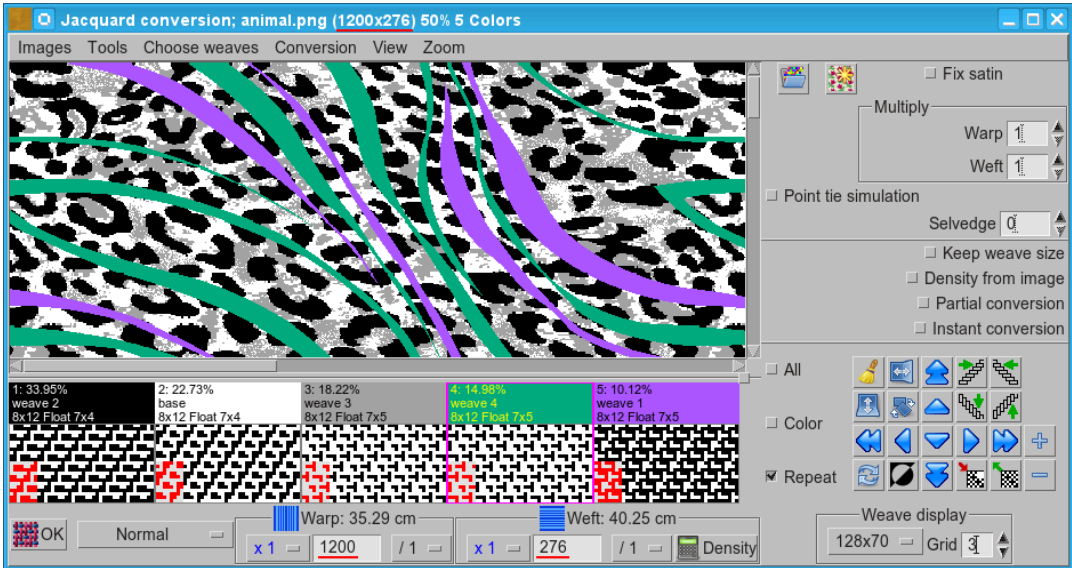 Jacquard conversion; animal.png (1200x276) 50% 5 Colors
Images Tools Choose weaves Conversion View Zoom
Fix satin
Multiply
Warp 1
Weft 1
Point tie simulation
Selvedge 0
Keep weave size
Density from image
Partial conversion
Instant conversion
1: 33.95% 2: 22.73% 3: 18.22% 4: 14.98% 5: 10.12%
weave 2 base weave 3 weave 4 weave 1
8x12 Float 7x4 8x12 Float 7x4 8x12 Float 7x5 8x12 Float 7x5 8x12 Float 7x5
All
Color
Repeat
OK Normal
Warp: 35.29 cm
x 1 1200 / 1
Weft: 40.25 cm
x 1 276 / 1 Density
Weave display
128x70 Grid 3